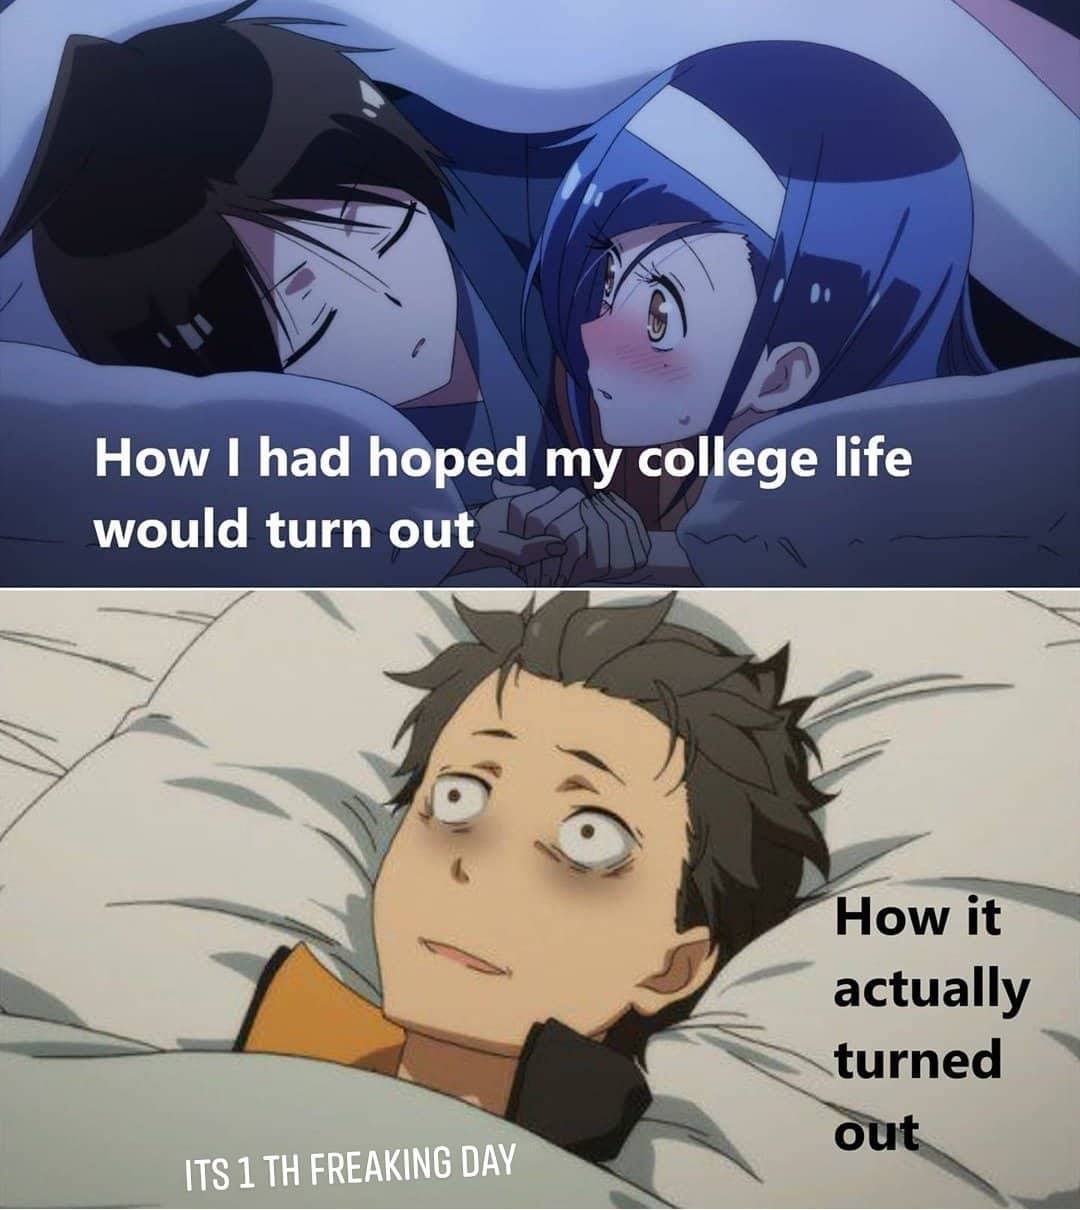 How I had hoped my college life
would turn out
How it
actually
turned
out
ITS 1 TH FREAKING DAY